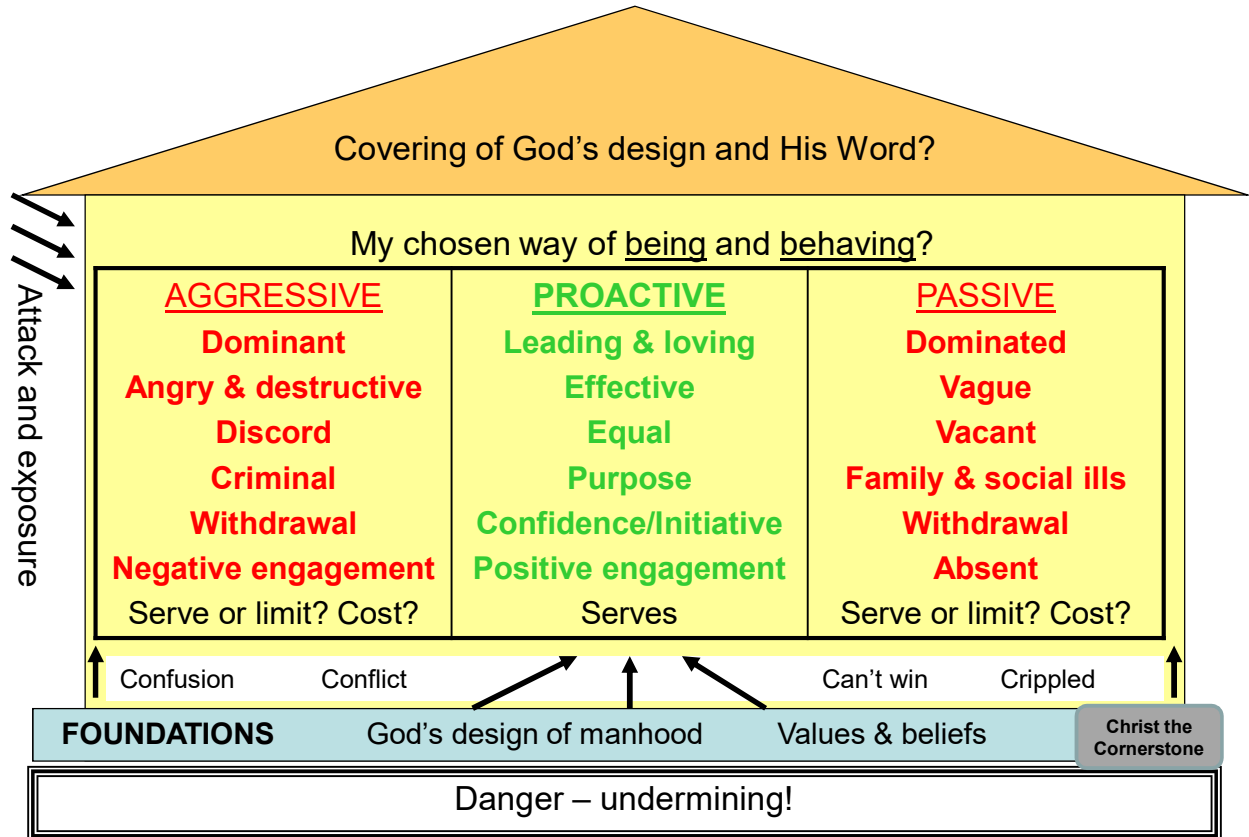 Covering of God’s design and His Word?
My chosen way of being and behaving?
Attack and exposure
AGGRESSIVE
Dominant
Angry & destructive
Discord
Criminal
Withdrawal
Negative engagement
Serve or limit? Cost?
PROACTIVE
Leading & loving
Effective
Equal
Purpose
Confidence/Initiative
Positive engagement
Serves
PASSIVE
Dominated
Vague
Vacant
Family & social ills
Withdrawal
Absent
Serve or limit? Cost?
Confusion Conflict Can’t win Crippled
FOUNDATIONS God’s design of manhood Values & beliefs
Christ the
Cornerstone
Danger – undermining!